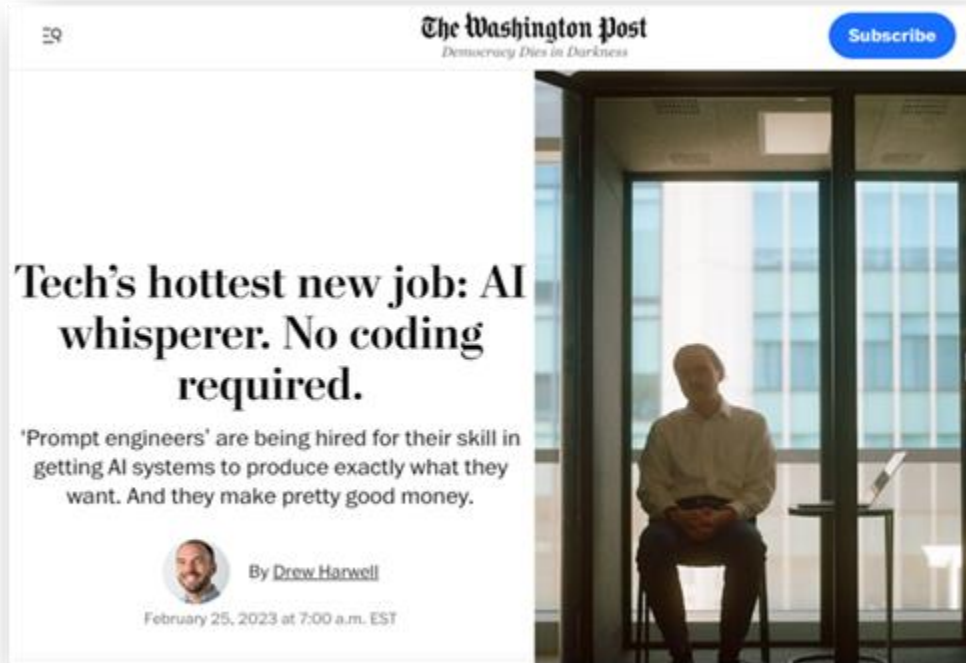 The Washington Post
Democracy Dies in Darkness
Subscribe
Tech's hottest new job: AI
whisperer. No coding
required.
'Prompt engineers' are being hired for their skill in
getting AI systems to produce exactly what they
want. And they make pretty good money.
By Drew Harwell
February 25, 2023 at 7:00 a.m. EST